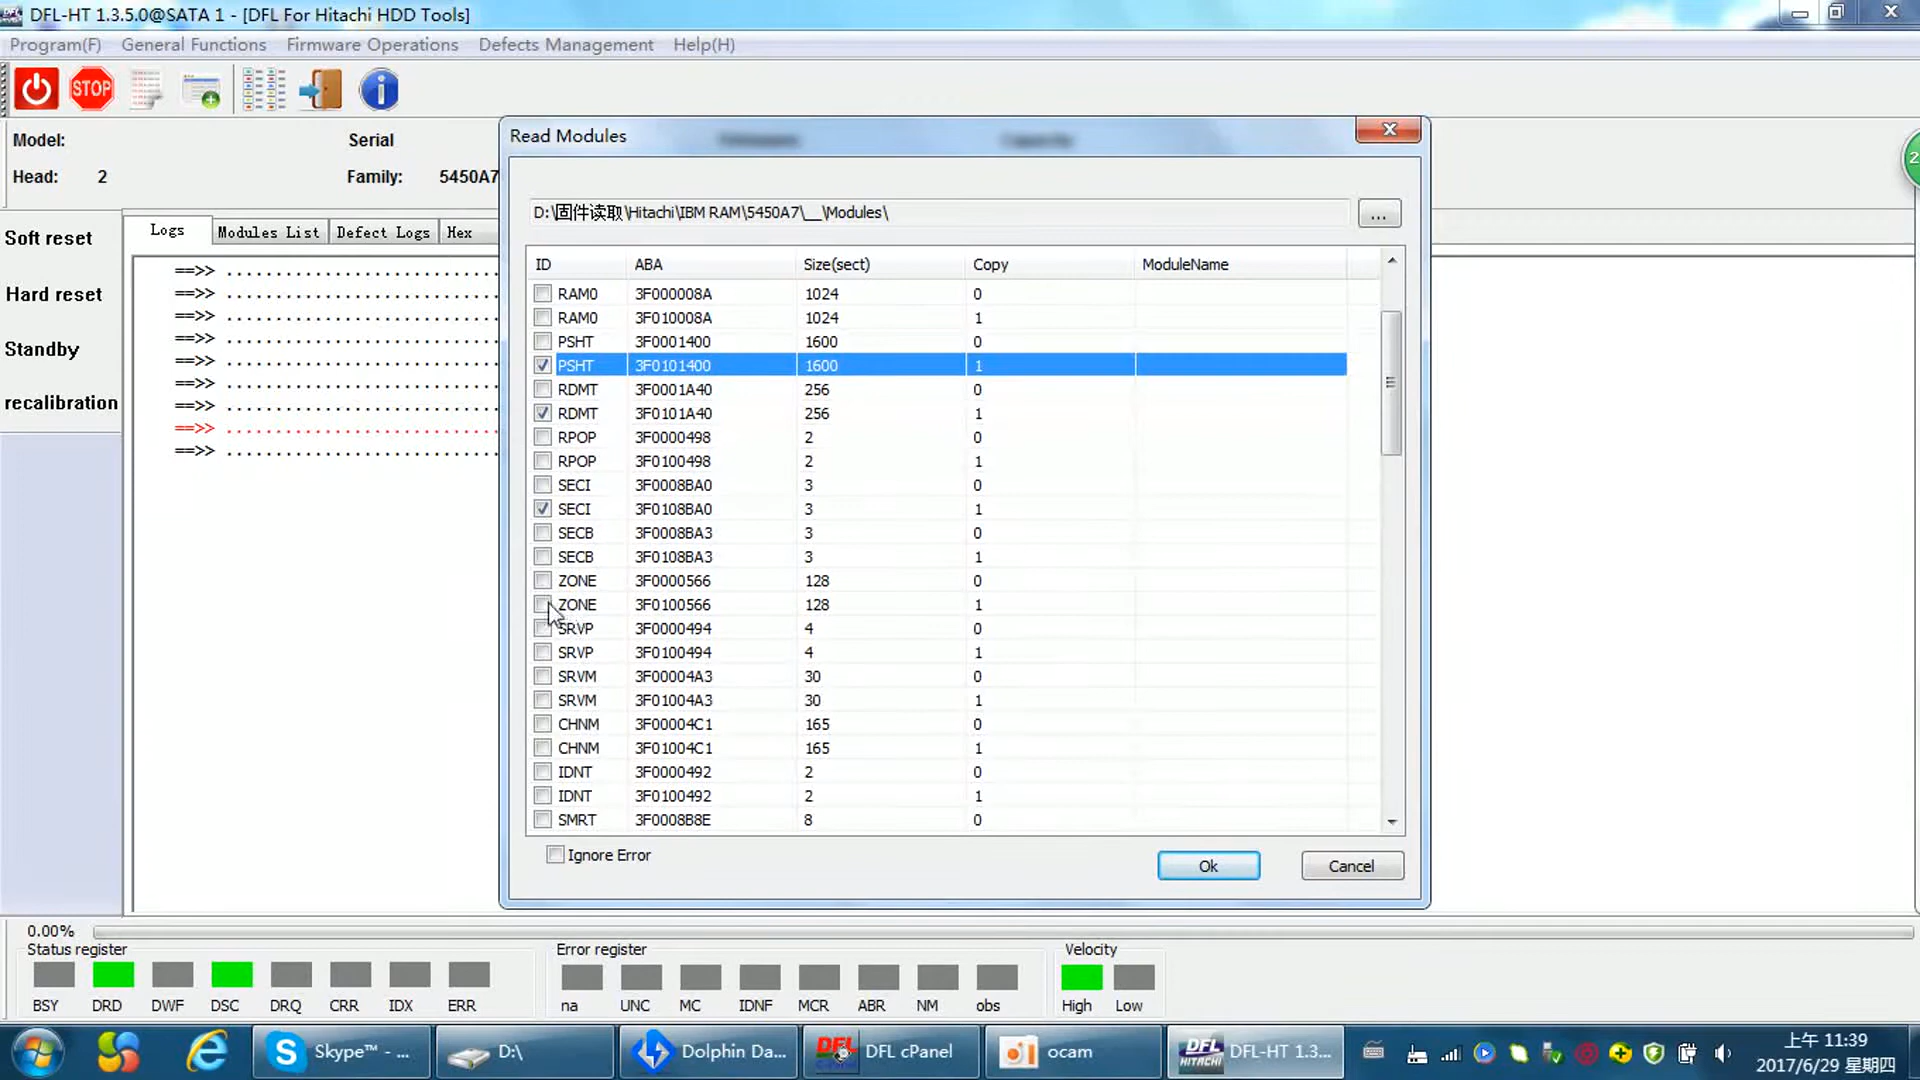 DFL-HT 1.3.5.0@SATA 1 - [DFL For Hitachi HDD Tools]
Program(F) General Functions Firmware Operations Defects Management Help(H)
STOP
Model: Serial
Head: 2 Family: 5450A7
Soft reset
Hard reset
Standby
recalibration
Logs Modules List Defect Logs Hex
==>> ..........................
==>> ..........................
==>> ..........................
==>> ..........................
==>> ..........................
==>> ..........................
==>> ..........................
==>> ..........................
==>> ..........................
Read Modules
D:\固件读取\Hitachi\IBM RAM\5450A7\__\Modules\ ...
ID ABA Size(sect) Copy ModuleName
RAM0 3F000008A 1024 0
RAM0 3F010008A 1024 1
PSHT 3F0001400 1600 0
PSHT 3F0101400 1600 1
RDMT 3F0001A40 256 0
RDMT 3F0101A40 256 1
RPOP 3F0000498 2 0
RPOP 3F0100498 2 1
SECI 3F0008BA0 3 0
SECI 3F0108BA0 3 1
SECB 3F0008BA3 3 0
SECB 3F0108BA3 3 1
ZONE 3F0000566 128 0
ZONE 3F0100566 128 1
SRVP 3F0000494 4 0
SRVP 3F0100494 4 1
SRVM 3F00004A3 30 0
SRVM 3F01004A3 30 1
CHNM 3F00004C1 165 0
CHNM 3F01004C1 165 1
IDNT 3F0000492 2 0
IDNT 3F0100492 2 1
SMRT 3F0008B8E 8 0
Ignore Error
Ok Cancel
0.00%
Status register Error register Velocity
BSY DRD DWF DSC DRQ CRR IDX ERR na UNC MC IDNF MCR ABR NM obs High Low
Skype™ - ... D:\ Dolphin Da... DFL cPanel ocam DFL-HT 1.3...
上午 11:39
2017/6/29 星期四